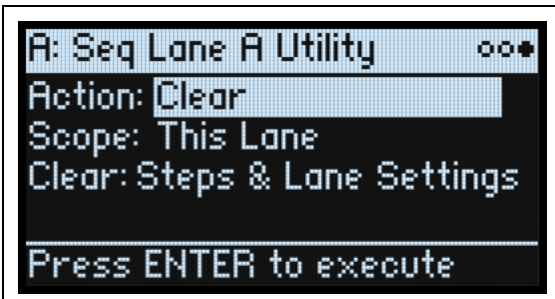 A: Seq Lane A Utility
Action: Clear
Scope: This Lane
Clear: Steps & Lane Settings
Press ENTER to execute